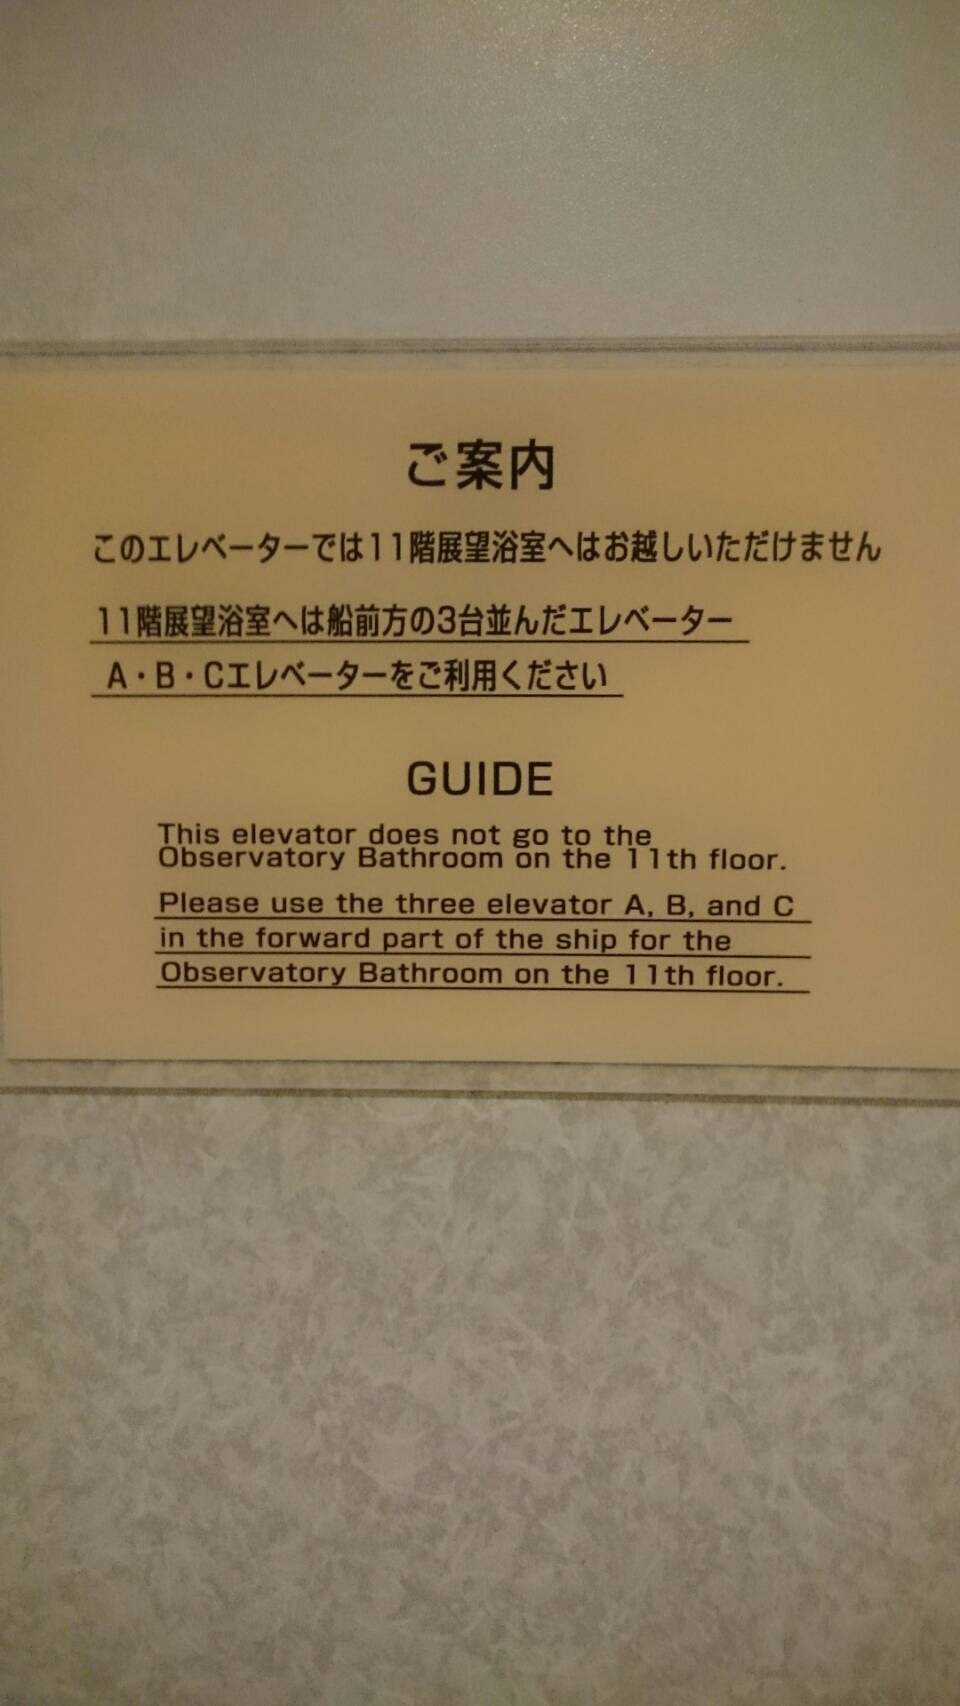 ご案内
このエレベーターでは11階展望浴室へはお越しいただけません
11階展望浴室へは船前方の3台並んだエレベーター
A・B・Cエレベーターをご利用ください
GUIDE
This elevator does not go to the
Observatory Bathroom on the 11th floor.
Please use the three elevator A, B, and C
in the forward part of the ship for the
Observatory Bathroom on the 11th floor.